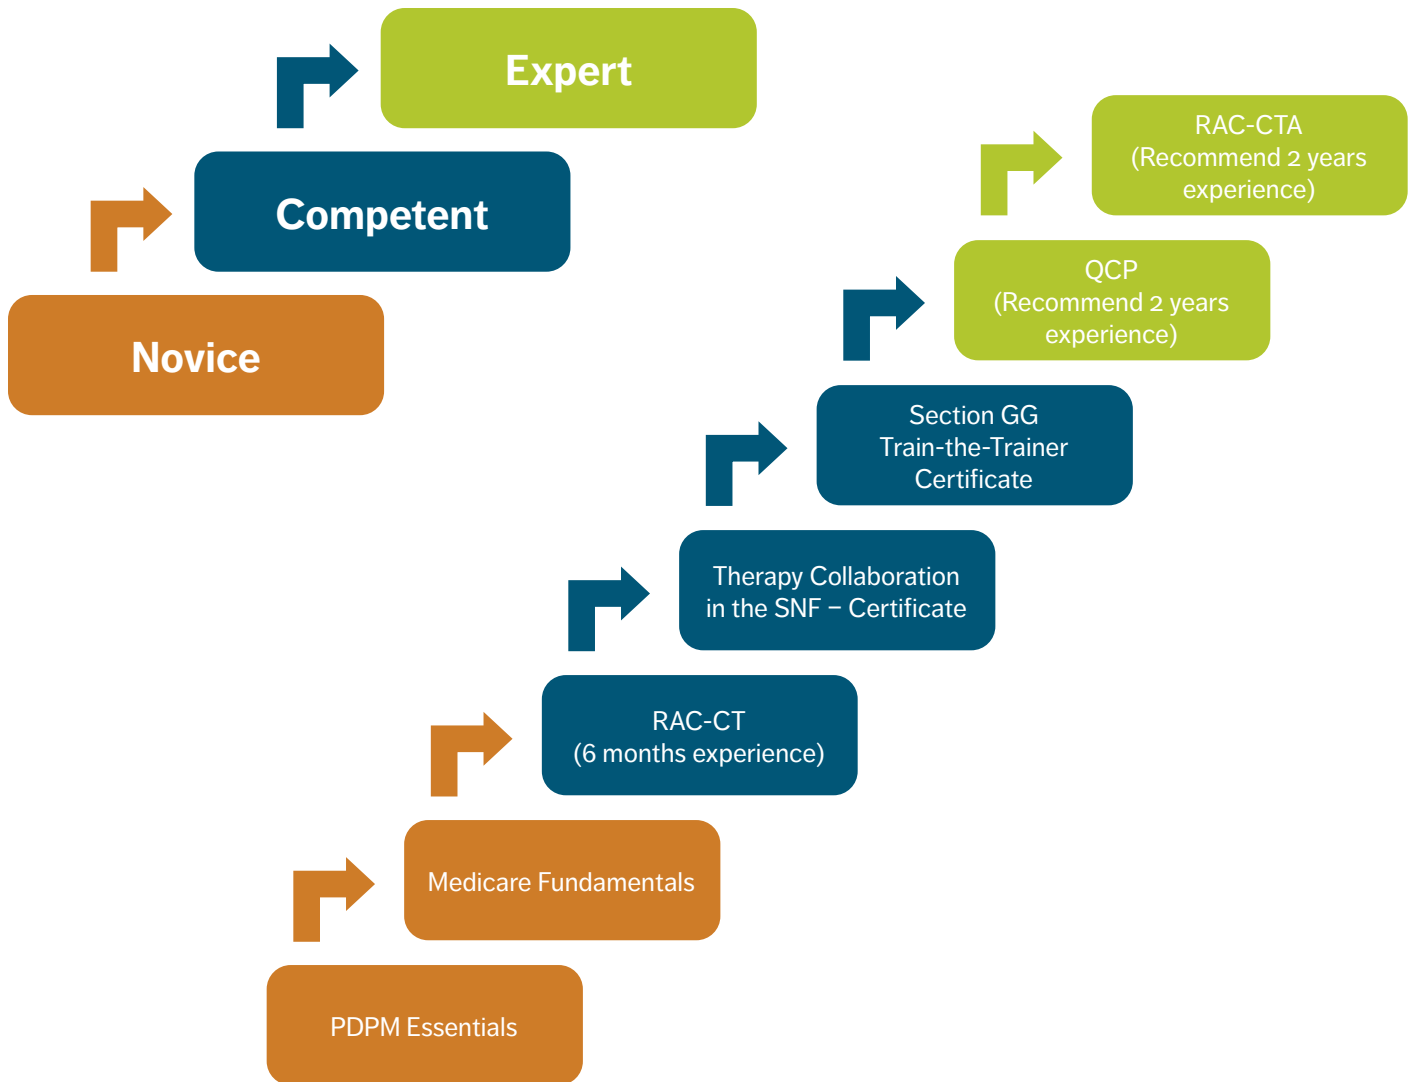 Expert
Competent
Novice
RAC-CTA
(Recommend 2 years
experience)
QCP
(Recommend 2 years
experience)
Section GG
Train-the-Trainer
Certificate
Therapy Collaboration
in the SNF – Certificate
RAC-CT
(6 months experience)
Medicare Fundamentals
PDPM Essentials